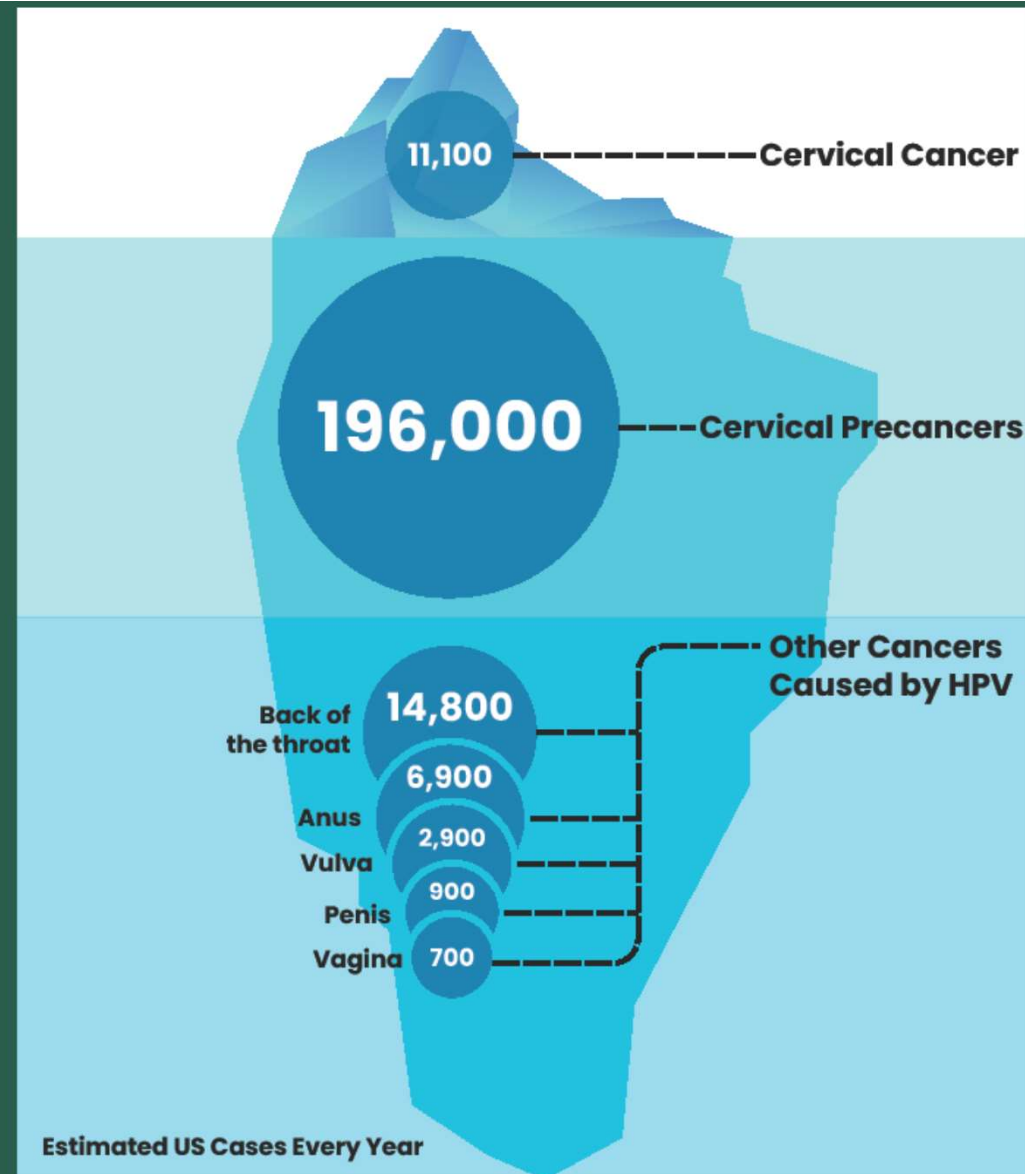 11,100
Cervical Cancer
196,000
Cervical Precancers
Other Cancers
Caused by HPV
Back of
the throat
14,800
Anus
6,900
Vulva
2,900
Penis
900
Vagina
700
Estimated US Cases Every Year